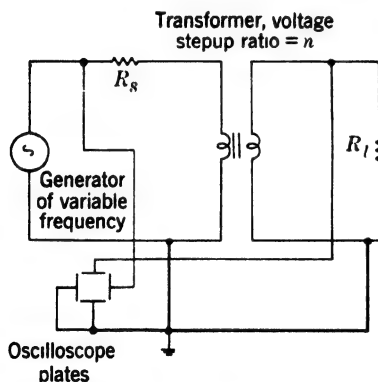 Transformer, voltage
stepup ratio = n
R_s
R_l
Generator
of variable
frequency
Oscilloscope
plates